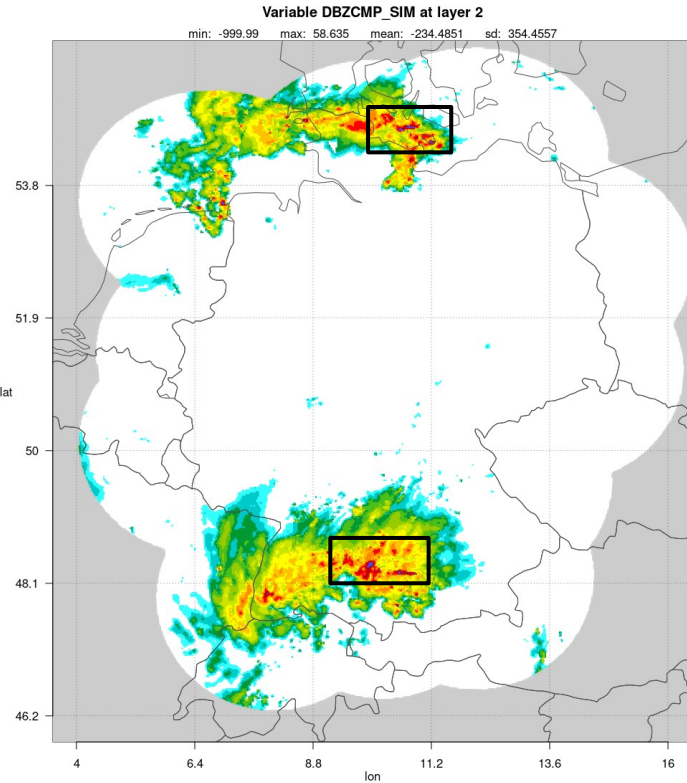 Variable DBZCMP_SIM at layer 2
min: -999.99 max: 58.635 mean: -234.4851 sd: 354.4557
53.8
51.9
lat
50
48.1
46.2
4 6.4 8.8 11.2 13.6 16
lon